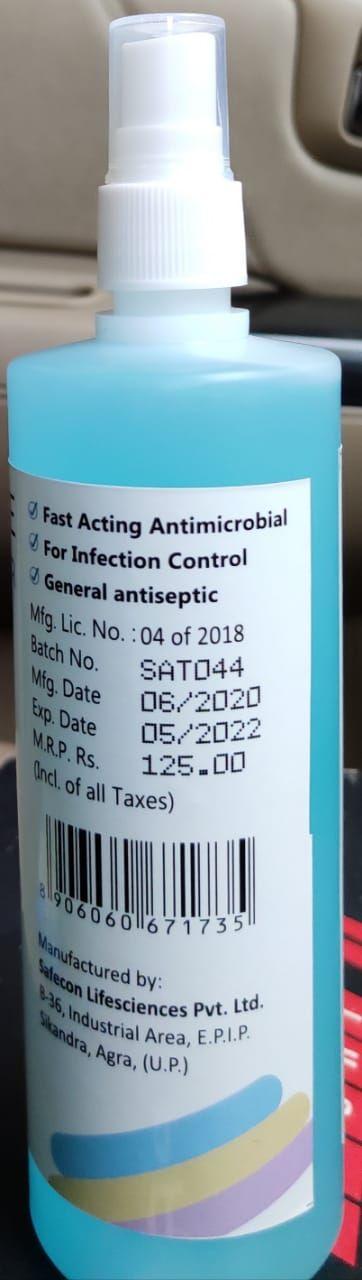 Fast Acting Antimicrobial
For Infection Control
General antiseptic
Mfg. Lic. No. : 04 of 2018
Batch No. SAT044
Mfg. Date 06/2020
Exp. Date 05/2022
M.R.P. Rs. 125.00
(Incl. of all Taxes)
8 906060 671735
Manufactured by:
Safecon Lifesciences Pvt. Ltd.
B-36, Industrial Area, E.P.I.P.
Sikandra, Agra, (U.P.)